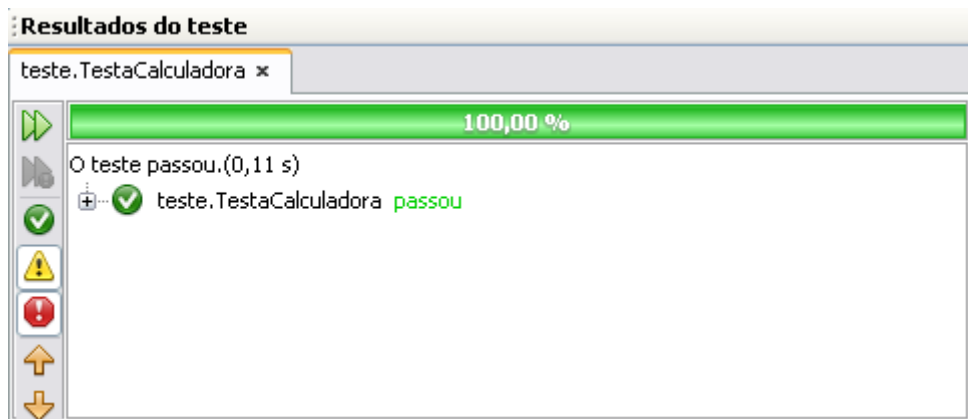 Resultados do teste
teste.TestaCalculadora
100,00 %
O teste passou.(0,11 s)
teste.TestaCalculadora passou